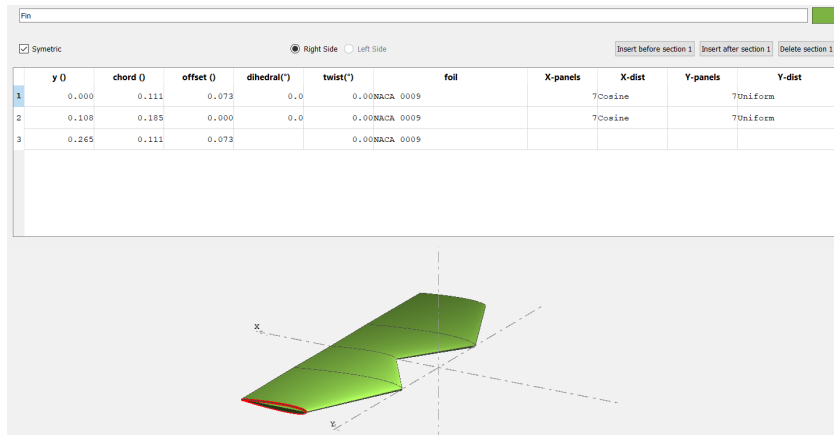 Fin
Symetric Right Side Left Side Insert before section 1 Insert after section 1 Delete section 1
y () chord () offset () dihedral(°) twist(°) foil X-panels X-dist Y-panels Y-dist
1 0.000 0.111 0.073 0.0 0.00 NACA 0009 7 Cosine 7 Uniform
2 0.108 0.185 0.000 0.0 0.00 NACA 0009 7 Cosine 7 Uniform
3 0.265 0.111 0.073 0.00 NACA 0009
X
Y